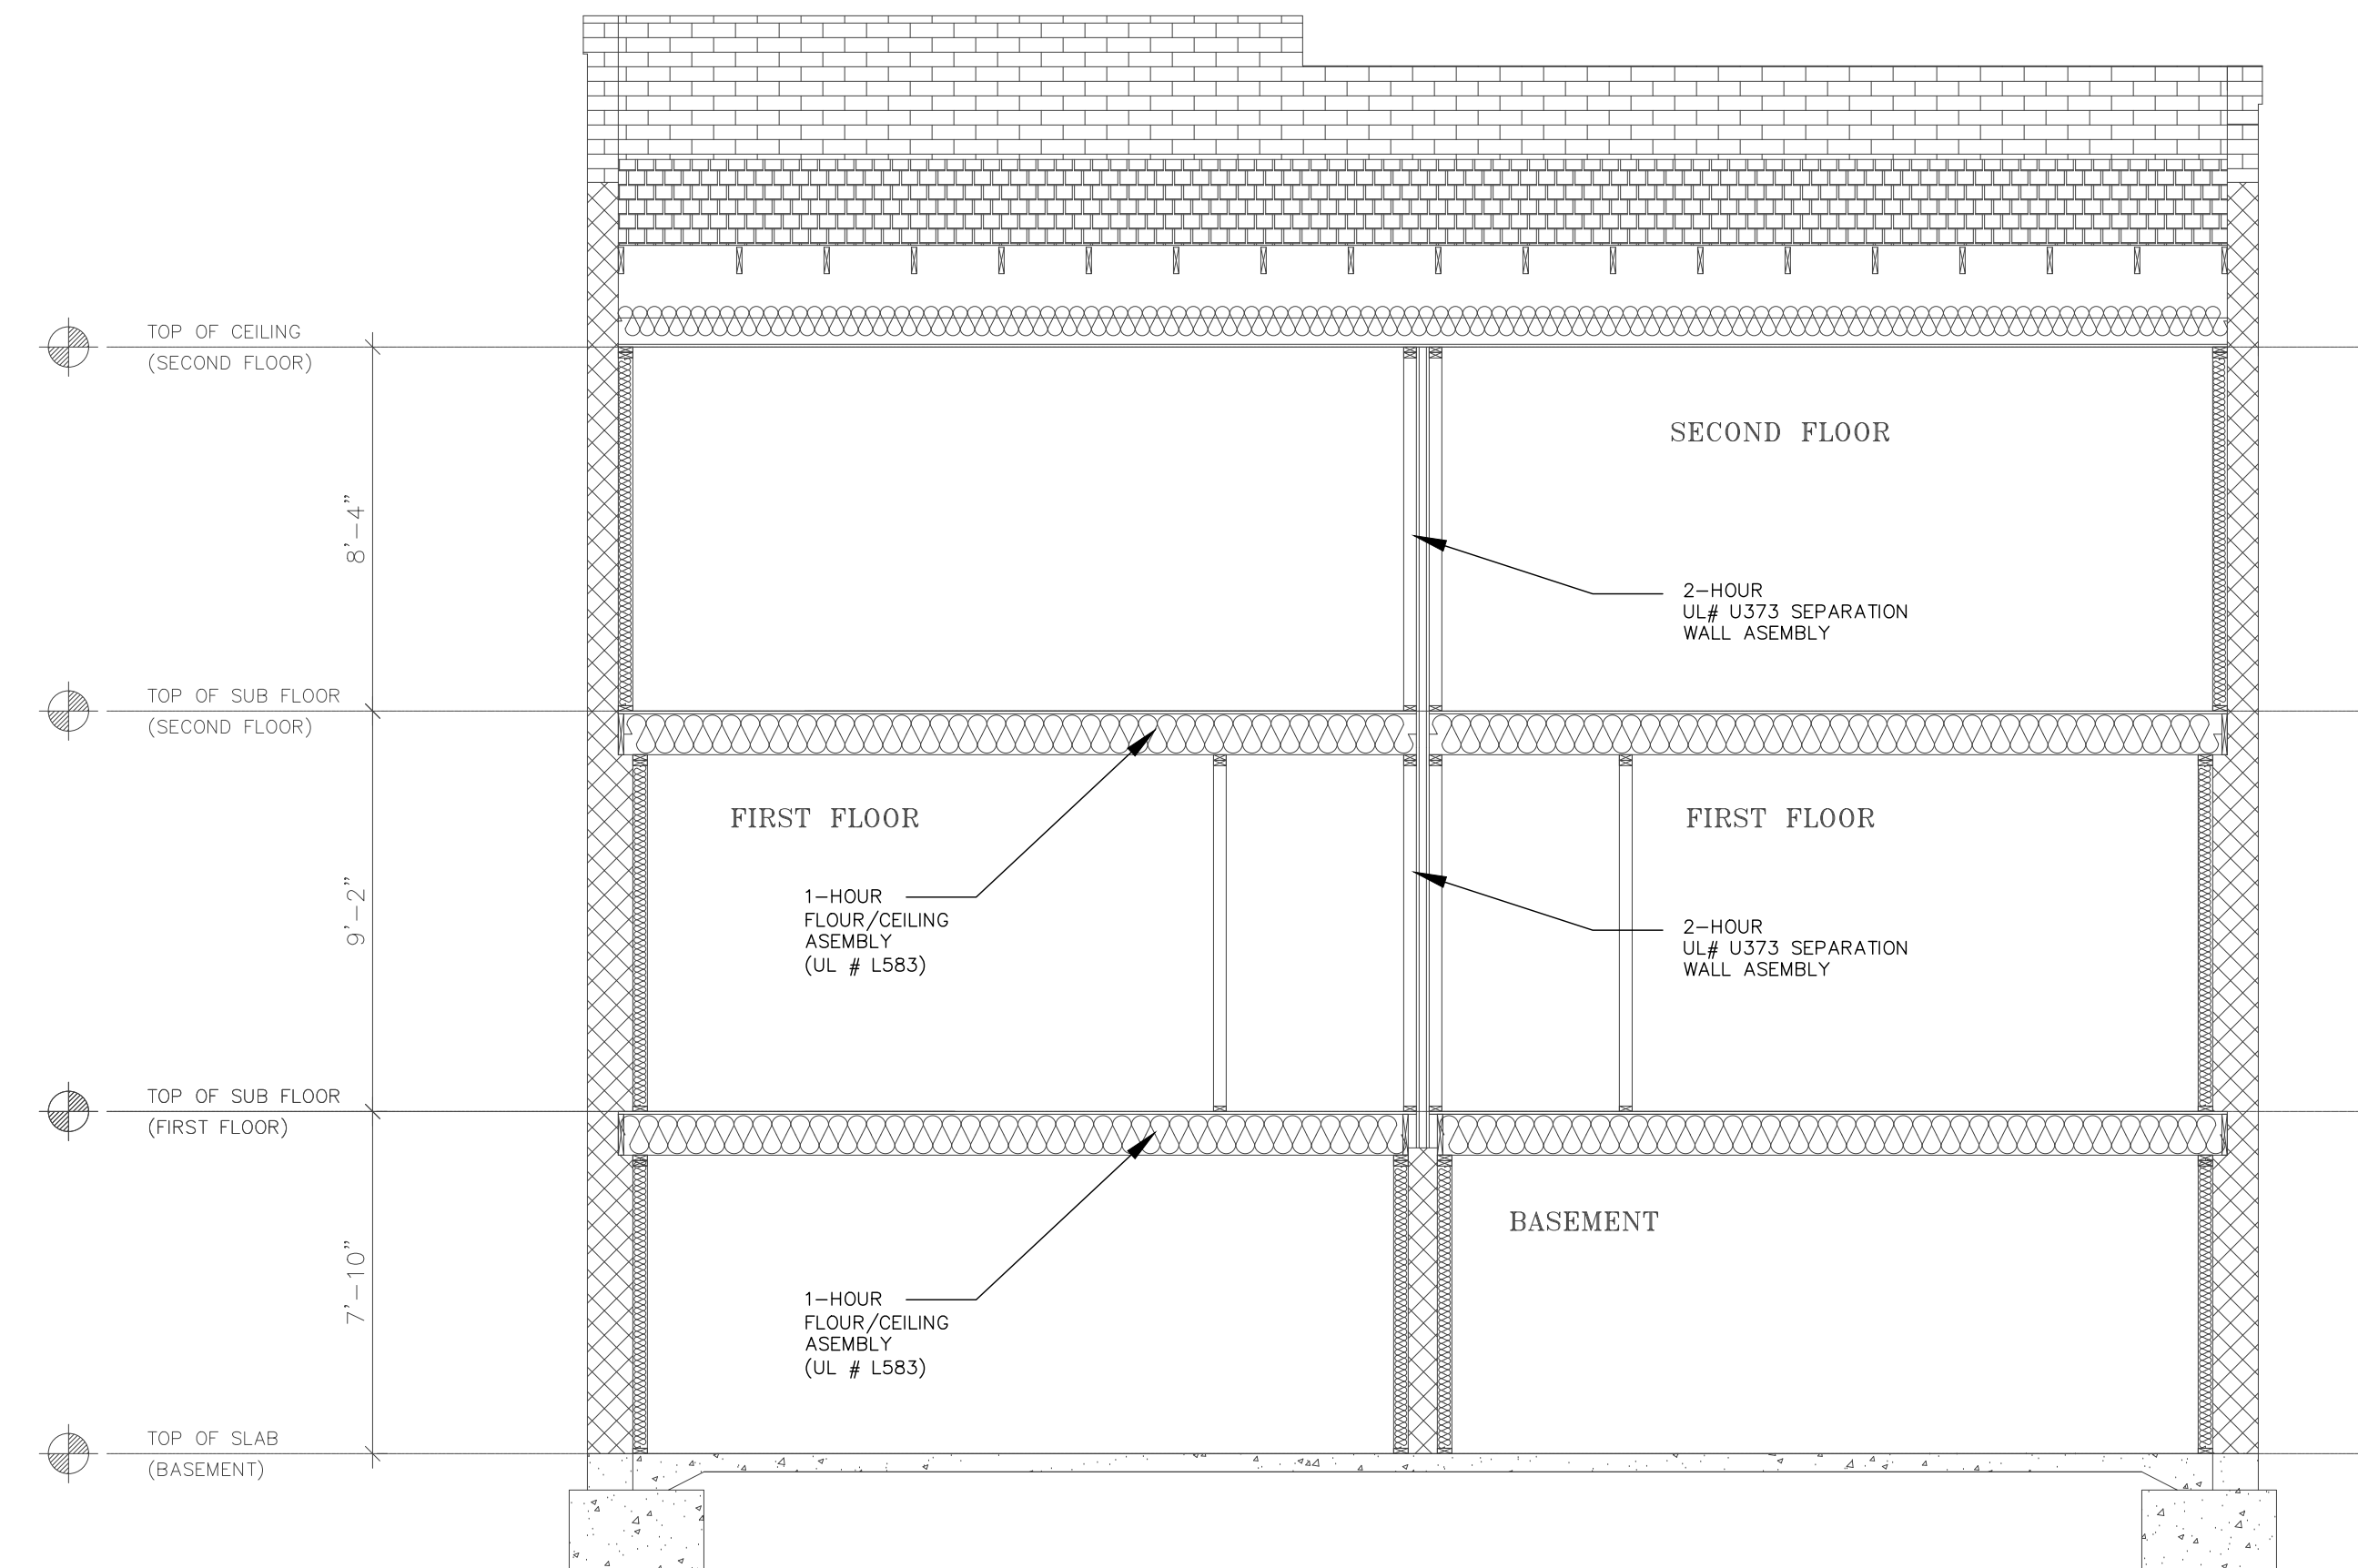 TOP OF CEILING
(SECOND FLOOR)
8'-4"
SECOND FLOOR
2-HOUR
UL# U373 SEPARATION
WALL ASEMBLY
TOP OF SUB FLOOR
(SECOND FLOOR)
9'-2"
FIRST FLOOR
1-HOUR
FLOUR/CEILING
ASEMBLY
(UL # L583)
FIRST FLOOR
2-HOUR
UL# U373 SEPARATION
WALL ASEMBLY
TOP OF SUB FLOOR
(FIRST FLOOR)
7'-10"
BASEMENT
1-HOUR
FLOUR/CEILING
ASEMBLY
(UL # L583)
TOP OF SLAB
(BASEMENT)